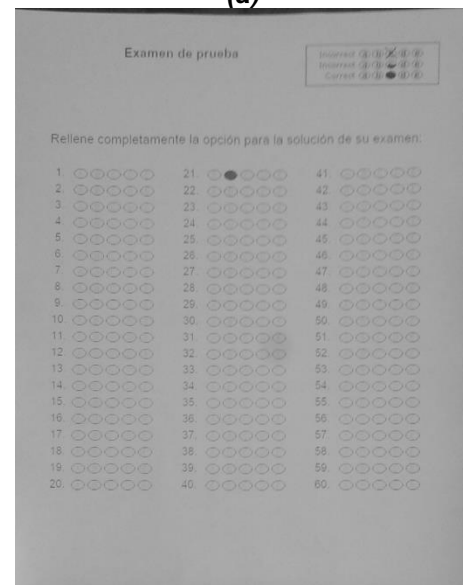 (a)
Examen de prueba
Incorrect
Incorrect
Correct
Rellene completamente la opción para la solución de su examen:
1. 21. 41.
2. 22. 42.
3. 23. 43.
4. 24. 44.
5. 25. 45.
6. 26. 46.
7. 27. 47.
8. 28. 48.
9. 29. 49.
10. 30. 50.
11. 31. 51.
12. 32. 52.
13. 33. 53.
14. 34. 54.
15. 35. 55.
16. 36. 56.
17. 37. 57.
18. 38. 58.
19. 39. 59.
20. 40. 60.